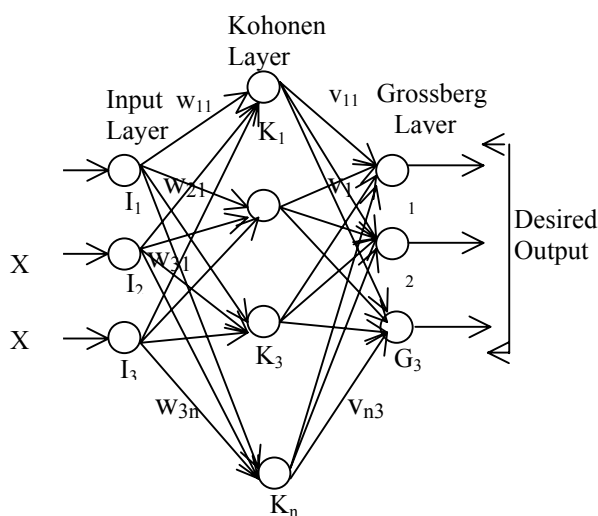 Kohonen
Layer
Input
Layer
w11
v11
Grossberg
Laver
K1
w21
v1
I1
1
Desired
Output
w31
X
I2
2
X
I3
K3
G3
w3n
vn3
Kn